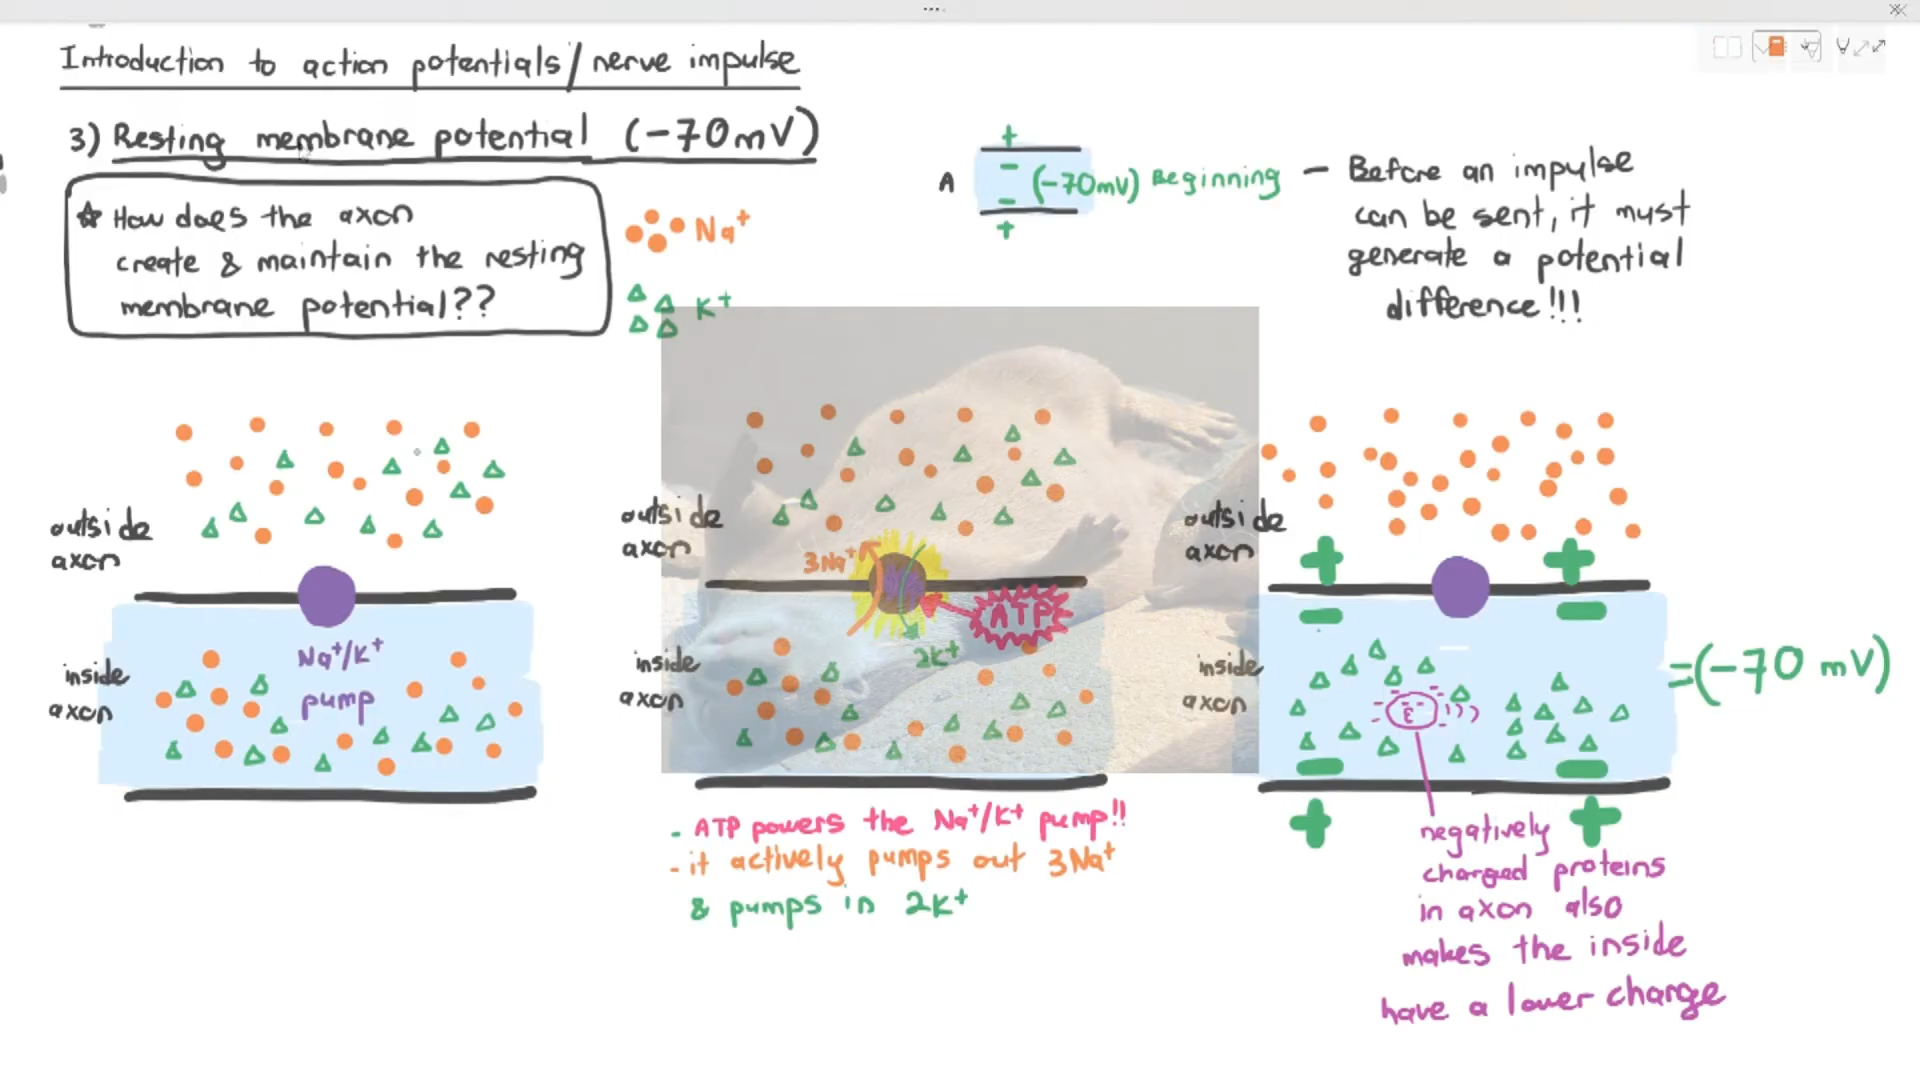 Introduction to action potentials/nerve impulse
3) Resting membrane potential (-70mV)
☆ How does the axon
create & maintain the resting
membrane potential??
Na⁺
K⁺
A
+
(-70mV) Beginning
+
- Before an impulse
can be sent, it must
generate a potential
difference!!!
outside
axon
inside
axon
Na⁺/K⁺
pump
outside
axon
3Na⁺
ATP
2K⁺
inside
axon
- ATP powers the Na⁺/K⁺ pump!!
- it actively pumps out 3Na⁺
& pumps in 2K⁺
outside
axon
inside
axon
=(-70 mV)
negatively
charged proteins
in axon also
makes the inside
have a lower charge